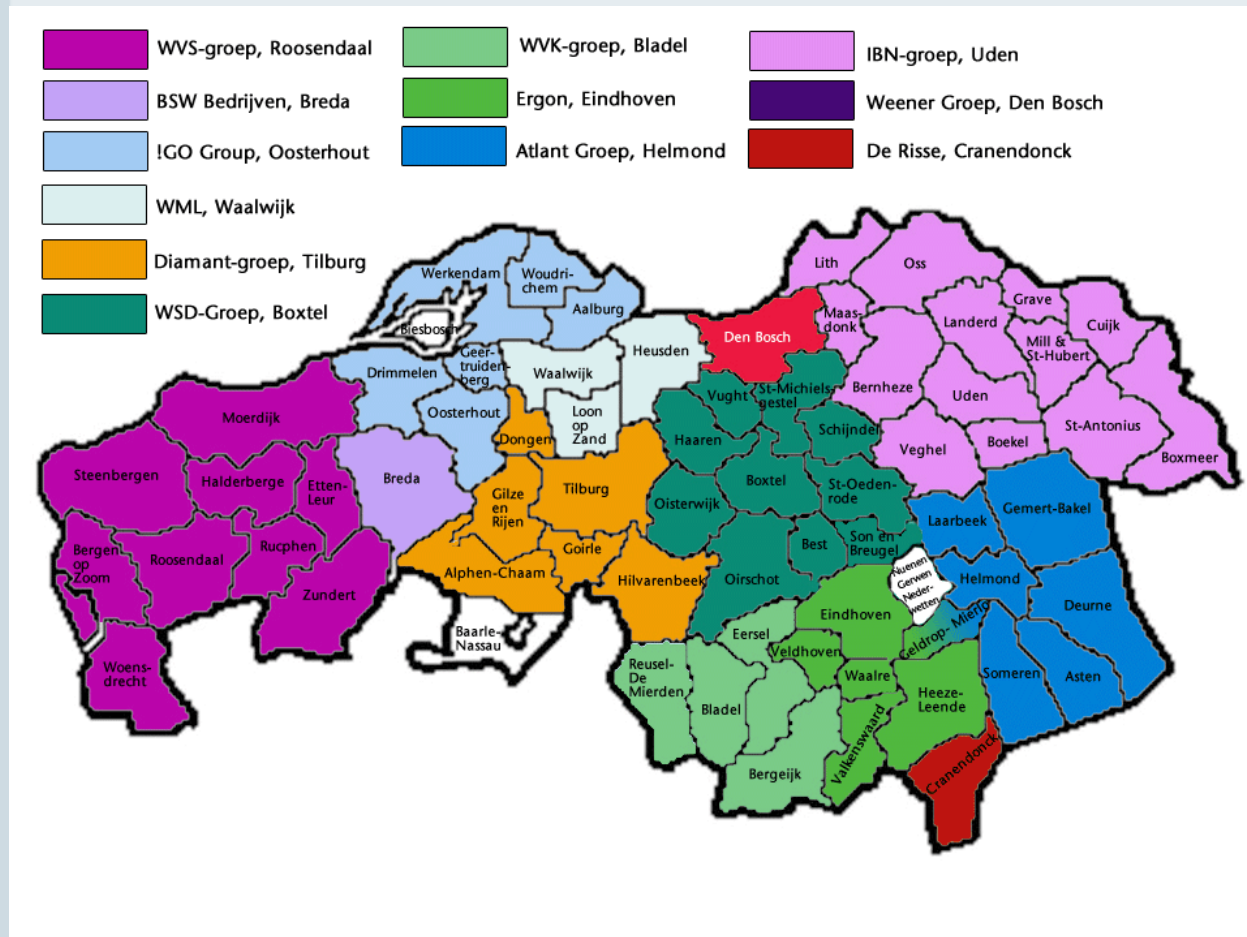 WVS-groep, Roosendaal
BSW Bedrijven, Breda
!GO Group, Oosterhout
WML, Waalwijk
Diamant-groep, Tilburg
WSD-Groep, Boxtel
WVK-groep, Bladel
Ergon, Eindhoven
Atlant Groep, Helmond
IBN-groep, Uden
Weener Groep, Den Bosch
De Risse, Cranendonck
Werkendam
Woudri-
chem
Aalburg
Biesbosch
Drimmelen
Geer-
truiden-
berg
Oosterhout
Waalwijk
Heusden
Loon
op
Zand
Dongen
Moerdijk
Steenbergen
Halderberge
Etten-
Leur
Breda
Bergen
op
Zoom
Roosendaal
Rucphen
Zundert
Woens-
drecht
Gilze
en
Rijen
Tilburg
Goirle
Alphen-Chaam
Hilvarenbeek
Baarle-
Nassau
Den Bosch
Vught
St-Michiels-
gestel
Haaren
Schijndel
Boxtel
Oisterwijk
St-Oeden-
rode
Best
Son en
Breugel
Oirschot
Lith
Oss
Maas-
donk
Grave
Landerd
Cuijk
Mill &
St-Hubert
Bernheze
Uden
St-Antonius
Veghel
Boekel
Boxmeer
Laarbeek
Gemert-Bakel
Nuenen
Gerwen
Neder-
wetten
Helmond
Deurne
Geldrop- Mierlo
Someren
Asten
Eindhoven
Eersel
Veldhoven
Waalre
Reusel-
De
Mierden
Bladel
Heeze-
Leende
Valkenswaard
Bergeijk
Cranendonck